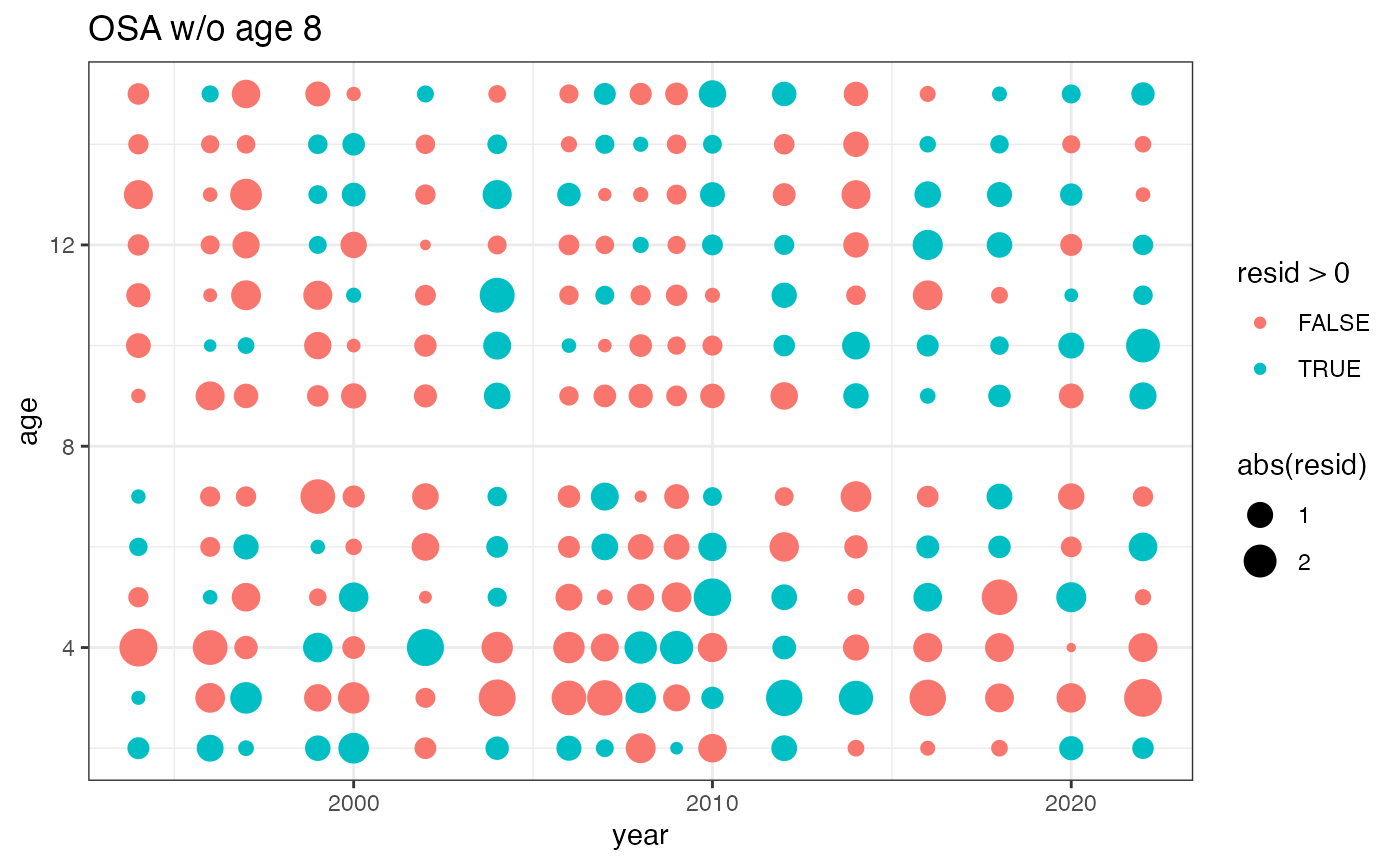 OSA w/o age 8
12
8
4
age
2000
2010
2020
year
resid > 0
FALSE
TRUE
abs(resid)
1
2